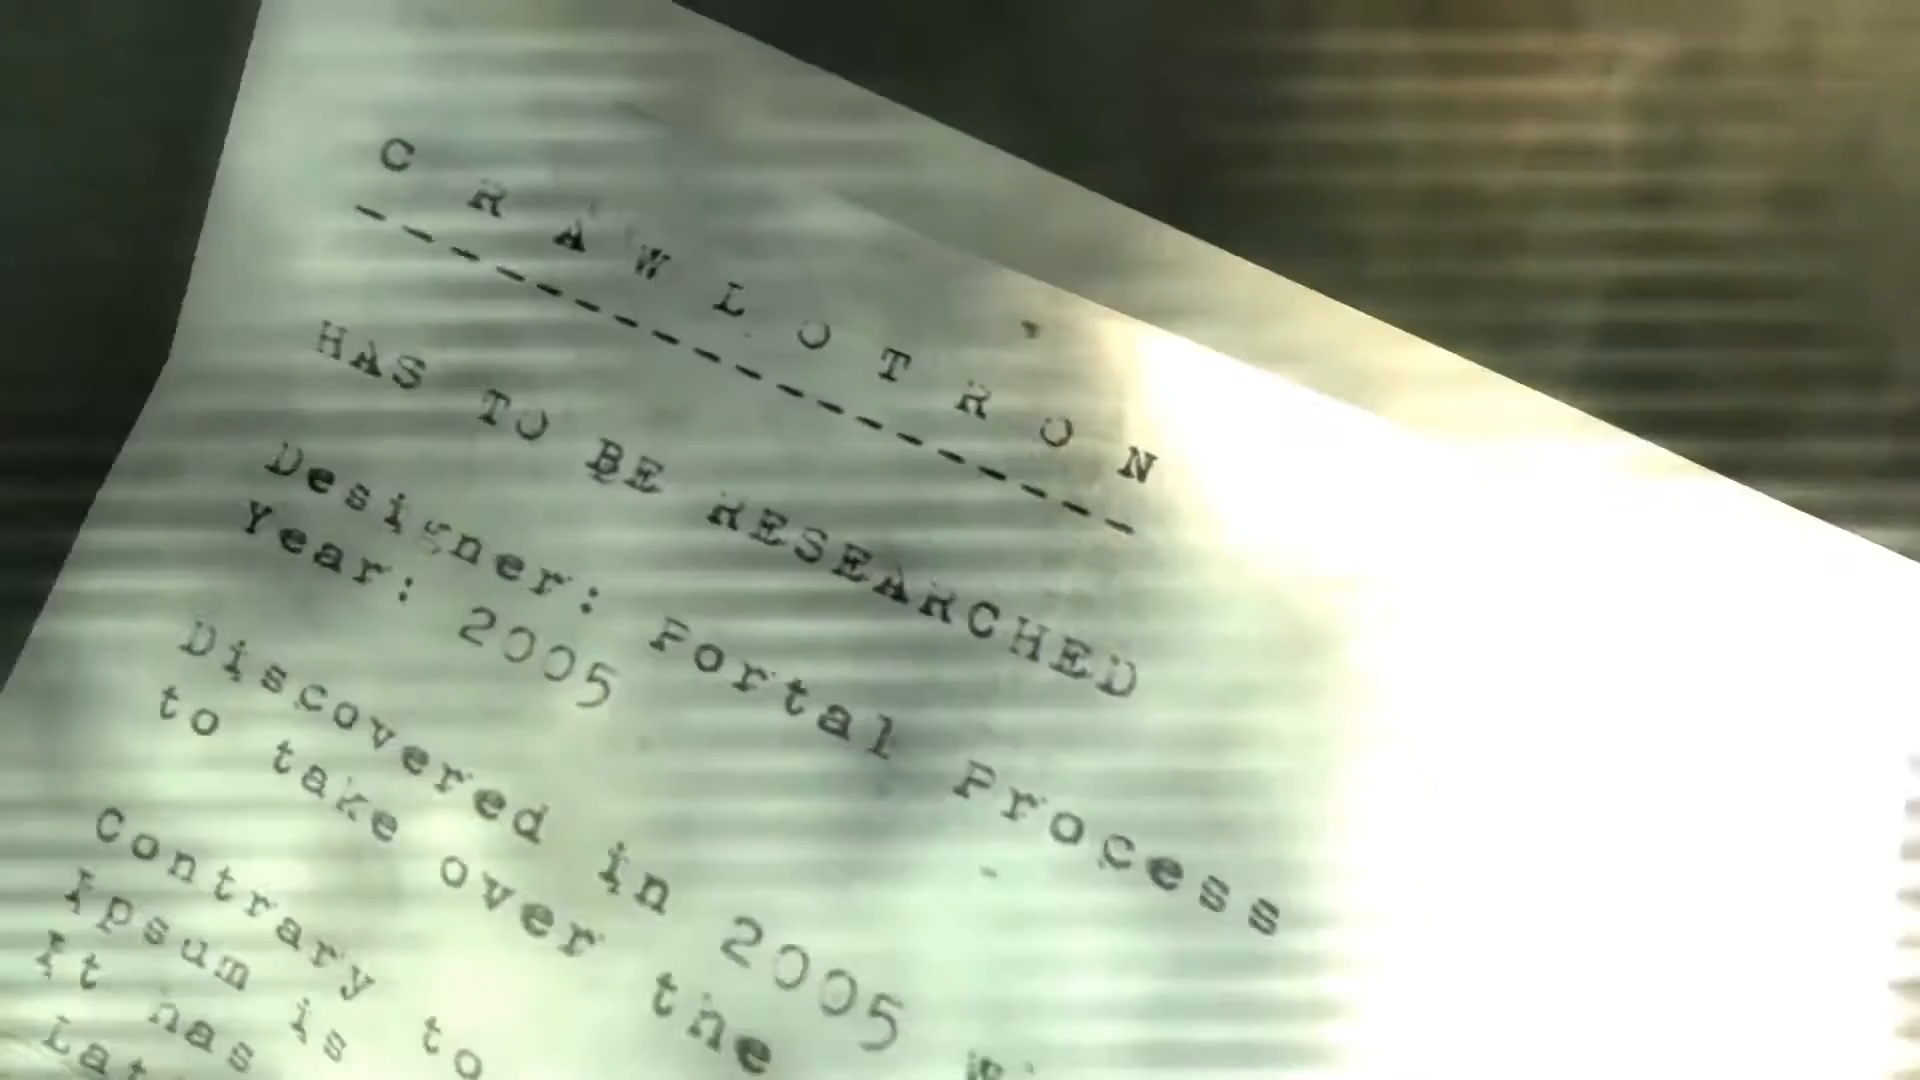 C R A W L O T R O N
--------------------
HAS TO BE RESEARCHED
Designer: Portal Process
Year: 2005
Discovered in 2005
to take over the
Contrary to
Ipsum is
It has